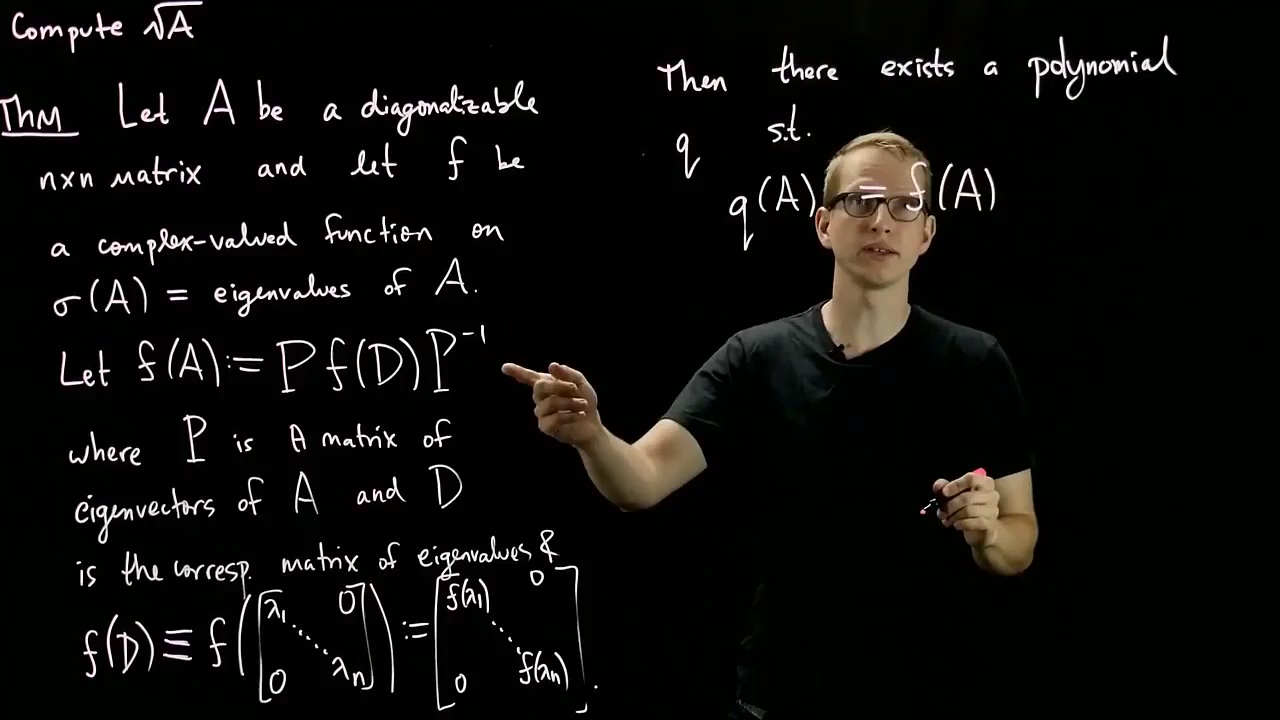 Compute √A
Thm Let A be a diagonalizable
n×n matrix and let f be
a complex-valued function on
σ(A) = eigenvalues of A.
Let f(A) := P f(D) P⁻¹
where P is a matrix of
eigenvectors of A and D
is the corresp. matrix of eigenvalues &
f(D) ≡ f([λ₁ 0 ⋱ 0 λₙ]) := [f(λ₁) 0 ⋱ 0 f(λₙ)].
Then there exists a polynomial
q s.t.
q(A) = f(A)